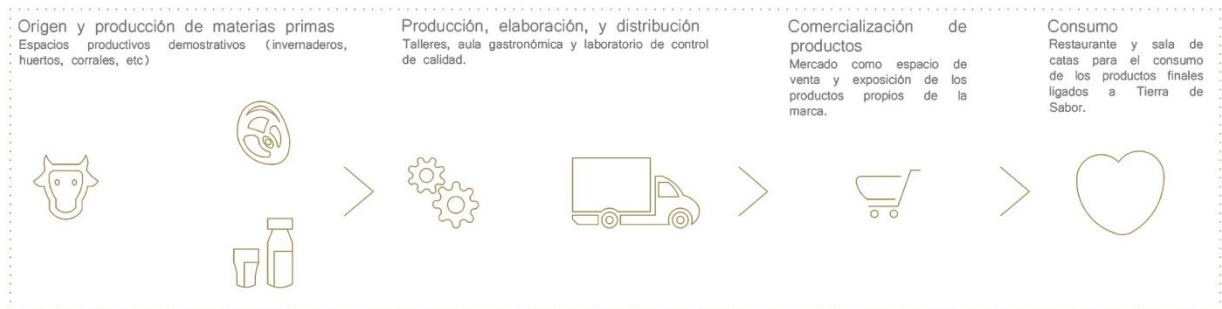 Origen y producción de materias primas
Espacios productivos demostrativos (invernaderos,
huertos, corrales, etc)
Producción, elaboración, y distribución
Talleres, aula gastronómica y laboratorio de control
de calidad.
Comercialización de
productos
Mercado como espacio de
venta y exposición de los
productos propios de la
marca.
Consumo
Restaurante y sala de
catas para el consumo
de los productos finales
ligados a Tierra de
Sabor.